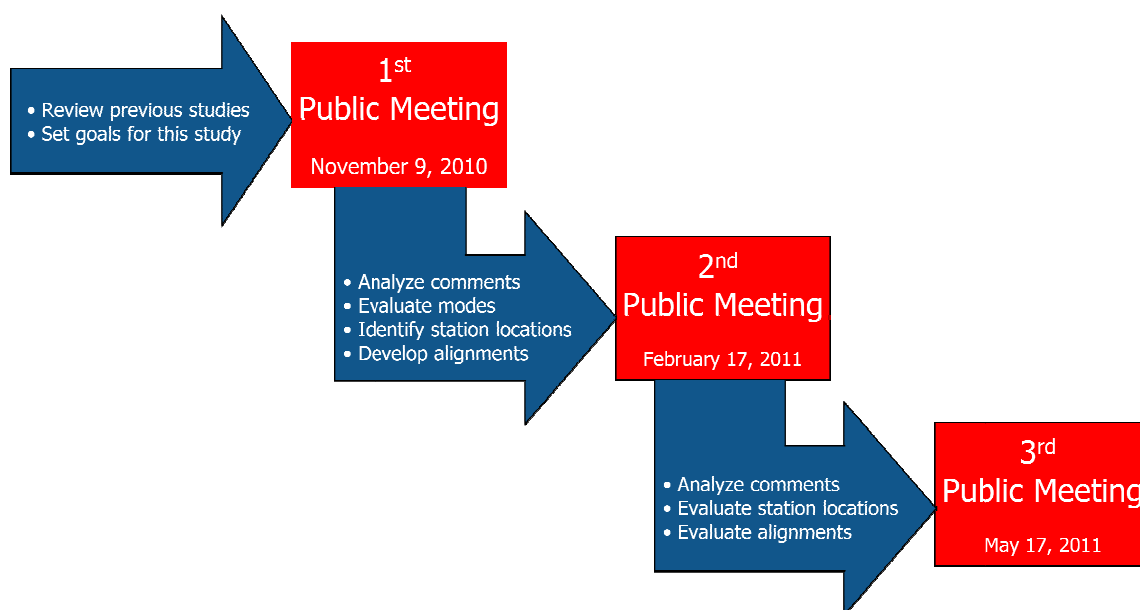 • Review previous studies
• Set goals for this study
1st
Public Meeting
November 9, 2010
• Analyze comments
• Evaluate modes
• Identify station locations
• Develop alignments
2nd
Public Meeting
February 17, 2011
• Analyze comments
• Evaluate station locations
• Evaluate alignments
3rd
Public Meeting
May 17, 2011